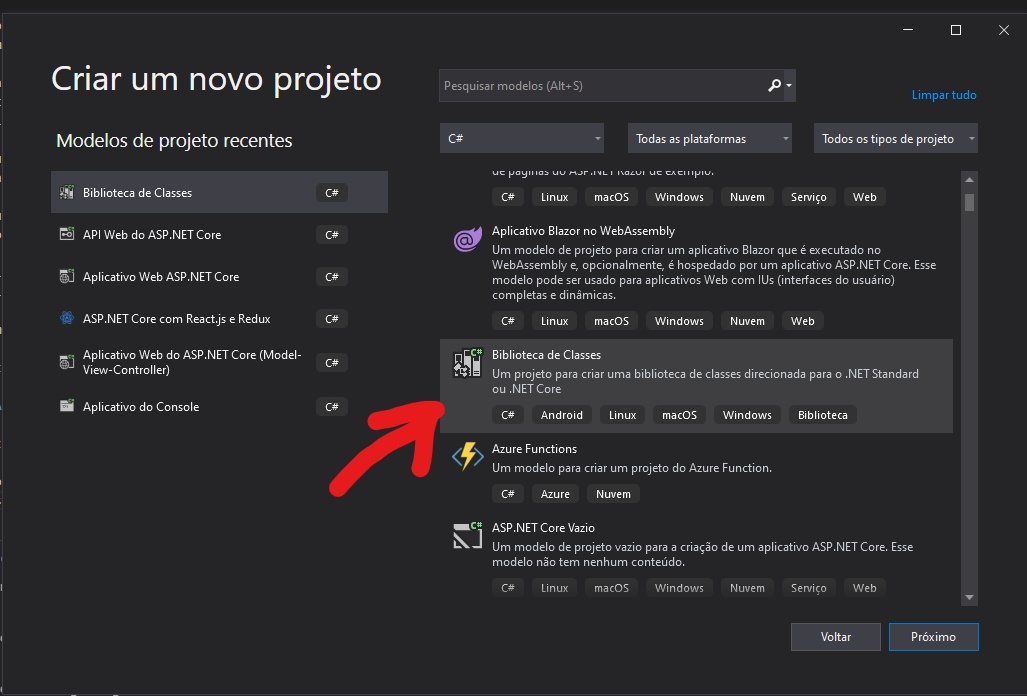 Criar um novo projeto
Pesquisar modelos (Alt+S)
Limpar tudo
Modelos de projeto recentes
C#
Todas as plataformas
Todos os tipos de projeto
Biblioteca de Classes
C#
API Web do ASP.NET Core
C#
Aplicativo Web ASP.NET Core
C#
ASP.NET Core com React.js e Redux
C#
Aplicativo Web do ASP.NET Core (Model-
View-Controller)
C#
Aplicativo do Console
C#
de páginas do ASP.NET Razor de exemplo.
C# Linux macOS Windows Nuvem Serviço Web
Aplicativo Blazor no WebAssembly
Um modelo de projeto para criar um aplicativo Blazor que é executado no
WebAssembly e, opcionalmente, é hospedado por um aplicativo ASP.NET Core. Esse
modelo pode ser usado para aplicativos Web com IUs (interfaces do usuário)
completas e dinâmicas.
C# Linux macOS Windows Nuvem Web
C#
Biblioteca de Classes
Um projeto para criar uma biblioteca de classes direcionada para o .NET Standard
ou .NET Core
C# Android Linux macOS Windows Biblioteca
Azure Functions
Um modelo para criar um projeto do Azure Function.
C# Azure Nuvem
C#
ASP.NET Core Vazio
Um modelo de projeto vazio para a criação de um aplicativo ASP.NET Core. Esse
modelo não tem nenhum conteúdo.
C# Linux macOS Windows Nuvem Serviço Web
Voltar
Próximo